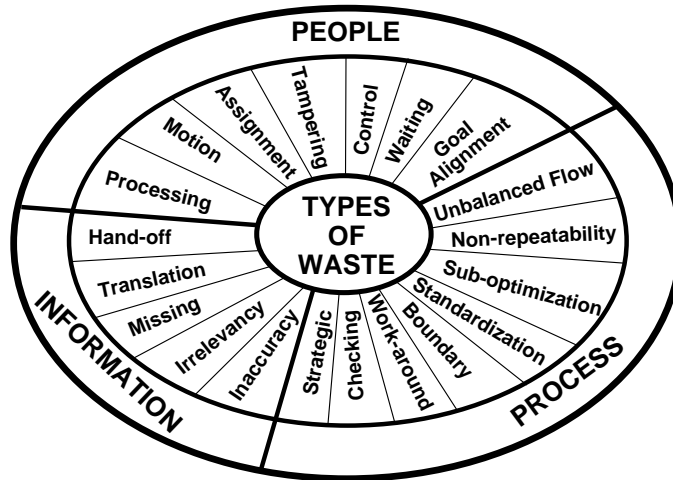 PEOPLE
Processing
Motion
Assignment
Tampering
Control
Waiting
Goal
Alignment
TYPES
OF
WASTE
Unbalanced Flow
Non-repeatability
Sub-optimization
Standardization
Boundary
Work-around
Checking
Strategic
PROCESS
Hand-off
Translation
Missing
Irrelevancy
Inaccuracy
INFORMATION